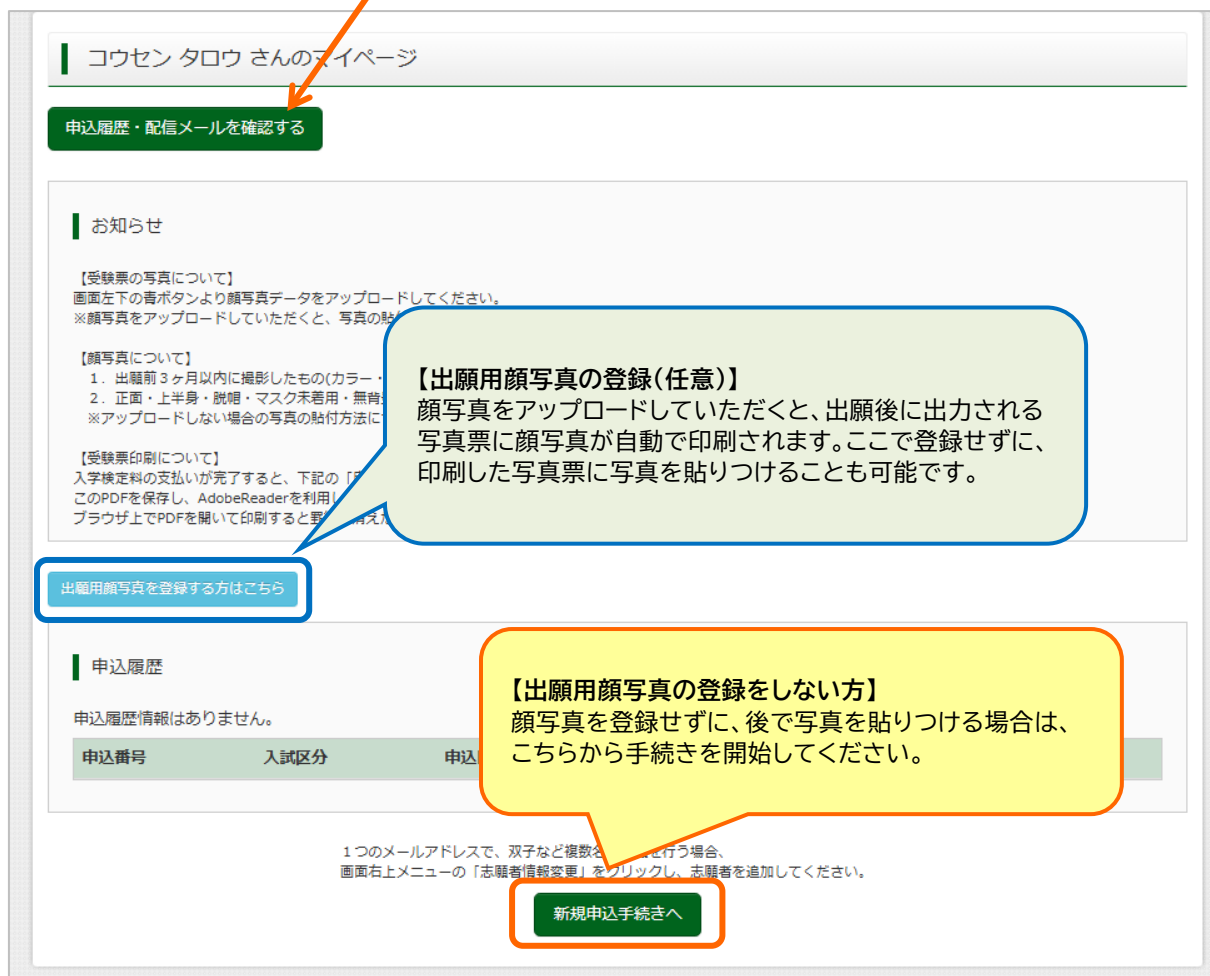 コウセン タロウ さんのマイページ
申込履歴・配信メールを確認する
お知らせ
【受験票の写真について】
画面左下の青ボタンより顔写真データをアップロードしてください。
※顔写真をアップロードしていただくと、写真の貼
【顔写真について】
1．出願前３ヶ月以内に撮影したもの(カラー・
2．正面・上半身・脱帽・マスク未着用・無背
※アップロードしない場合の写真の貼付方法に
【受験票印刷について】
入学検定料の支払いが完了すると、下記の「
このPDFを保存し、AdobeReaderを利用し
ブラウザ上でPDFを開いて印刷すると罫
【出願用顔写真の登録（任意）】
顔写真をアップロードしていただくと、出願後に出力される
写真票に顔写真が自動で印刷されます。ここで登録せずに、
印刷した写真票に写真を貼りつけることも可能です。
出願用顔写真を登録する方はこちら
申込履歴
申込履歴情報はありません。
申込番号 入試区分 申込
【出願用顔写真の登録をしない方】
顔写真を登録せずに、後で写真を貼りつける場合は、
こちらから手続きを開始してください。
１つのメールアドレスで、双子など複数名 を行う場合、
画面右上メニューの「志願者情報変更」をクリックし、志願者を追加してください。
新規申込手続きへ